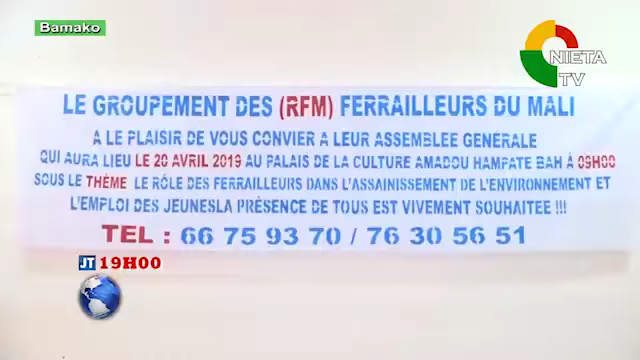 Bamako
NIETA
TV
LE GROUPEMENT DES (RFM) FERRAILLEURS DU MALI
A LE PLAISIR DE VOUS CONVIER A LEUR ASSEMBLEE GENERALE
QUI AURA LIEU LE 20 AVRIL 2019 AU PALAIS DE LA CULTURE AMADOU HAMPATE BAH À 09H00
SOUS LE THÈME LE RÔLE DES FERRAILLEURS DANS L'ASSAINISSEMENT DE L'ENVIRONNEMENT ET
L'EMPLOI DES JEUNESLA PRÉSENCE DE TOUS EST VIVEMENT SOUHAITEE !!!
TEL : 66 75 93 70 / 76 30 56 51
JT 19H00